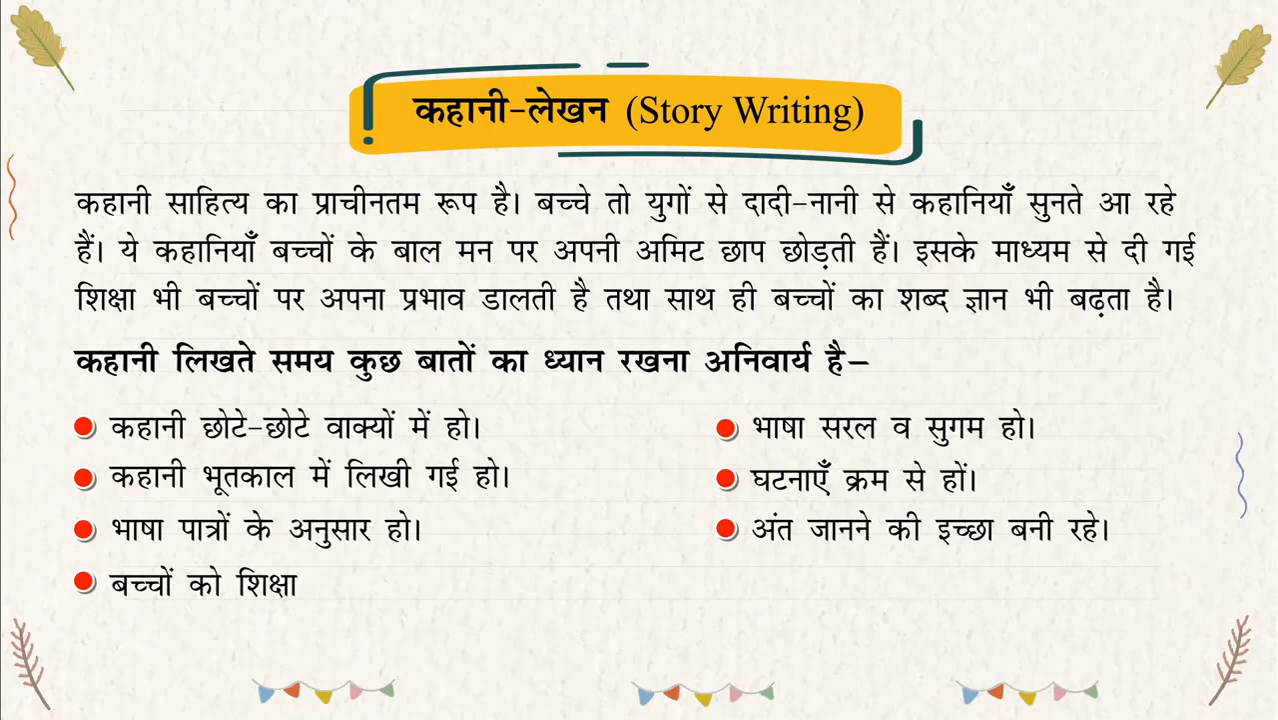 कहानी-लेखन (Story Writing)
कहानी साहित्य का प्राचीनतम रूप है। बच्चे तो युगों से दादी-नानी से कहानियाँ सुनते आ रहे
हैं। ये कहानियाँ बच्चों के बाल मन पर अपनी अमिट छाप छोड़ती हैं। इसके माध्यम से दी गई
शिक्षा भी बच्चों पर अपना प्रभाव डालती है तथा साथ ही बच्चों का शब्द ज्ञान भी बढ़ता है।
कहानी लिखते समय कुछ बातों का ध्यान रखना अनिवार्य है–
कहानी छोटे-छोटे वाक्यों में हो।
भाषा सरल व सुगम हो।
कहानी भूतकाल में लिखी गई हो।
घटनाएँ क्रम से हों।
भाषा पात्रों के अनुसार हो।
अंत जानने की इच्छा बनी रहे।
बच्चों को शिक्षा